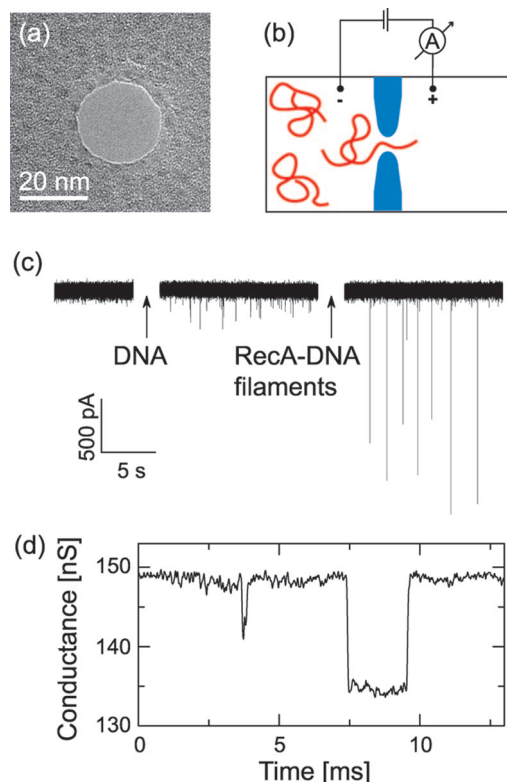 (a)
20 nm
(b)
A
-
+
(c)
DNA
RecA-DNA
filaments
500 pA
5 s
(d)
Conductance [nS]
150
140
130
0
5
10
Time [ms]